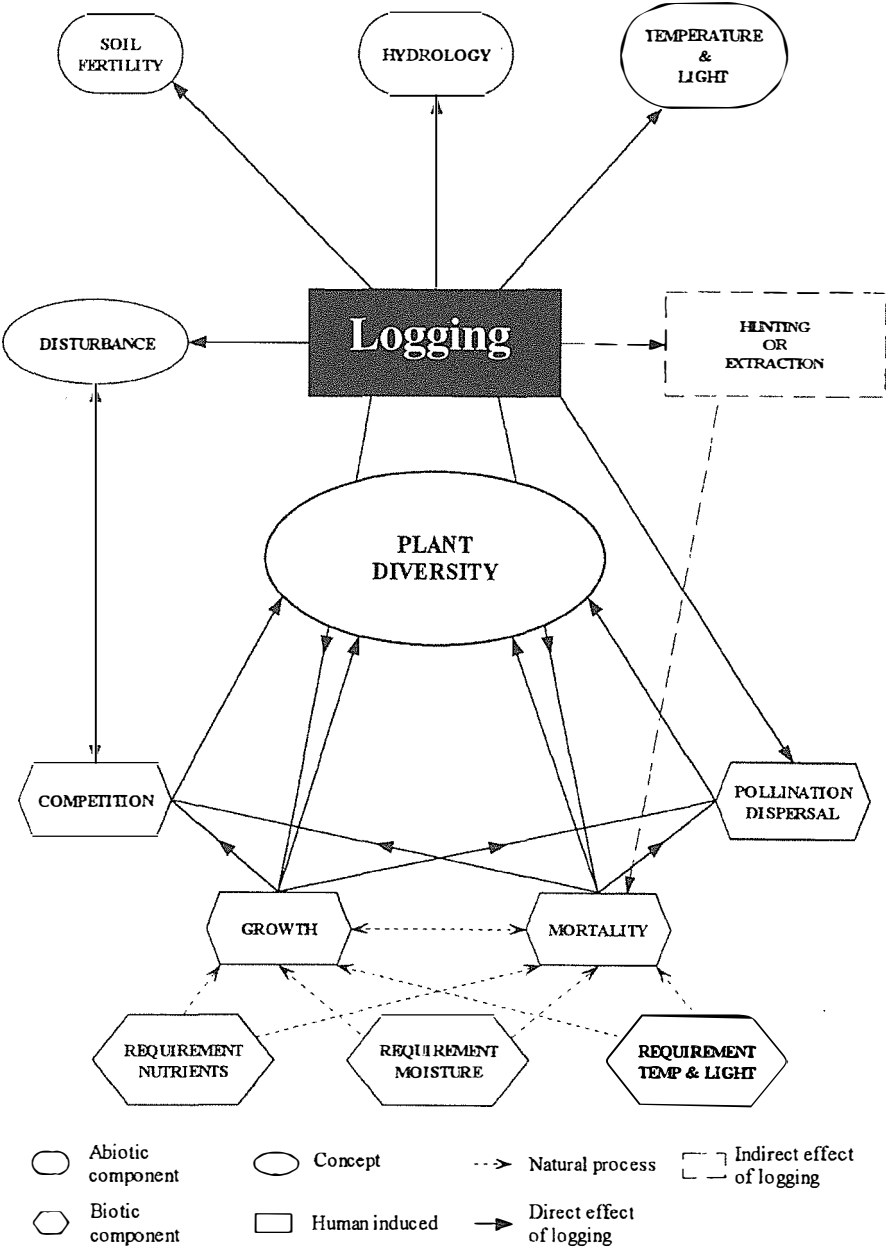 SOIL
FERTILITY
HYDROLOGY
TEMPERATURE
&
LIGHT
DISTURBANCE
Logging
HUNTING
OR
EXTRACTION
PLANT
DIVERSITY
COMPETITION
POLLINATION
DISPERSAL
GROWTH
MORTALITY
REQUIREMENT
NUTRIENTS
REQUIREMENT
MOISTURE
REQUIREMENT
TEMP & LIGHT
Abiotic
component
Concept
Natural process
Indirect effect
of logging
Biotic
component
Human induced
Direct effect
of logging